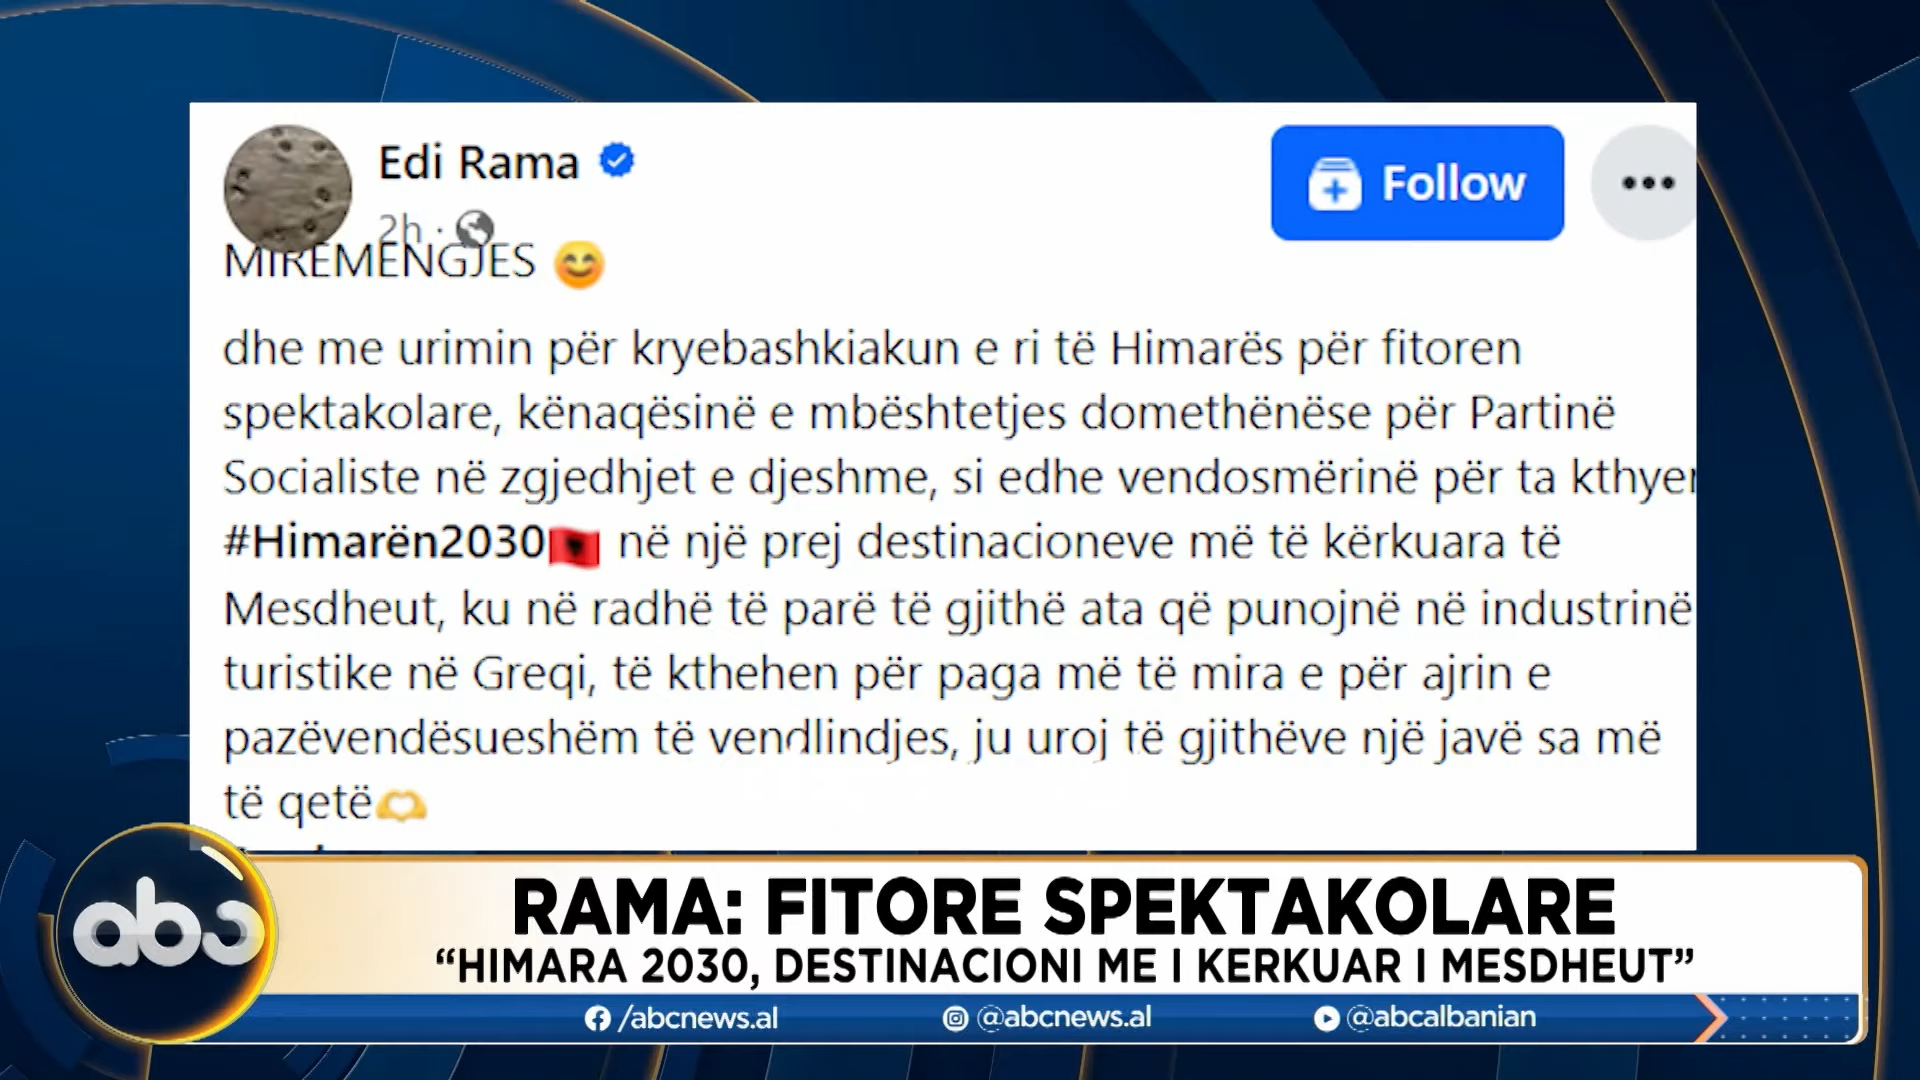 Edi Rama
Follow
2h
MIREMENGJES 😊
dhe me urimin për kryebashkiakun e ri të Himarës për fitoren
spektakolare, kënaqësinë e mbështetjes domethënëse për Partinë
Socialiste në zgjedhjet e djeshme, si edhe vendosmërinë për ta kthyer
#Himarën2030🇦🇱 në një prej destinacioneve më të kërkuara të
Mesdheut, ku në radhë të parë të gjithë ata që punojnë në industrinë
turistike në Greqi, të kthehen për paga më të mira e për ajrin e
pazëvendësueshëm të vendlindjes, ju uroj të gjithëve një javë sa më
të qetë🫶
abc
RAMA: FITORE SPEKTAKOLARE
“HIMARA 2030, DESTINACIONI ME I KERKUAR I MESDHEUT”
/abcnews.al @abcnews.al @abcalbanian